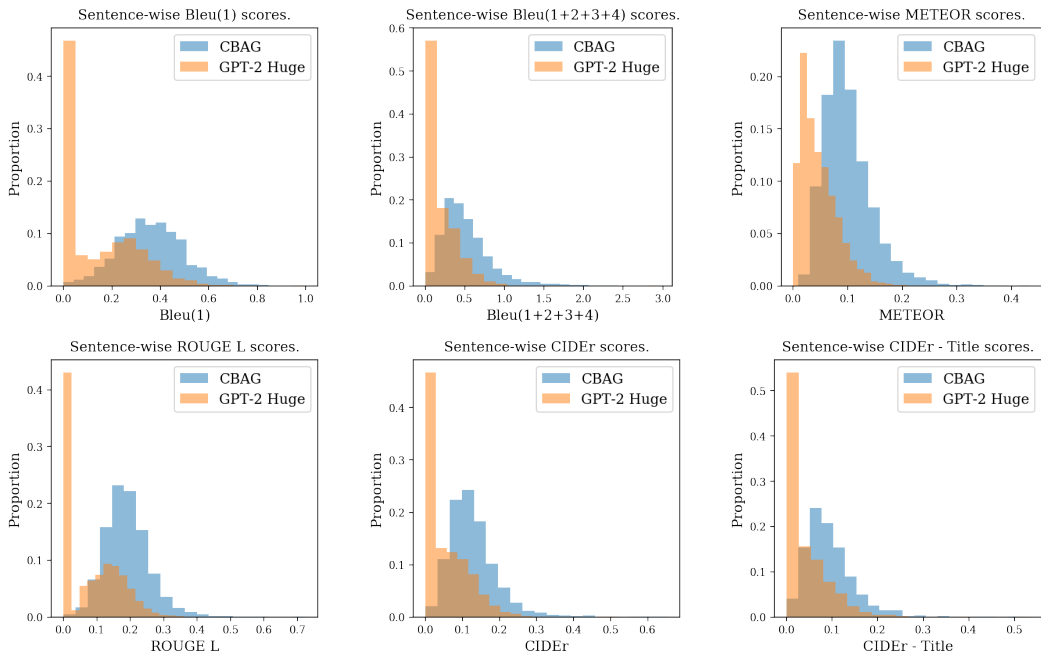 Sentence-wise Bleu(1) scores.
CBAG
GPT-2 Huge
Proportion
0.4
0.3
0.2
0.1
0.0
0.0 0.2 0.4 0.6 0.8 1.0
Bleu(1)
Sentence-wise Bleu(1+2+3+4) scores.
CBAG
GPT-2 Huge
Proportion
0.6
0.5
0.4
0.3
0.2
0.1
0.0
0.0 0.5 1.0 1.5 2.0 2.5 3.0
Bleu(1+2+3+4)
Sentence-wise METEOR scores.
CBAG
GPT-2 Huge
Proportion
0.20
0.15
0.10
0.05
0.00
0.0 0.1 0.2 0.3 0.4
METEOR
Sentence-wise ROUGE L scores.
CBAG
GPT-2 Huge
Proportion
0.4
0.3
0.2
0.1
0.0
0.0 0.1 0.2 0.3 0.4 0.5 0.6 0.7
ROUGE L
Sentence-wise CIDEr scores.
CBAG
GPT-2 Huge
Proportion
0.4
0.3
0.2
0.1
0.0
0.0 0.1 0.2 0.3 0.4 0.5 0.6
CIDEr
Sentence-wise CIDEr - Title scores.
CBAG
GPT-2 Huge
Proportion
0.5
0.4
0.3
0.2
0.1
0.0
0.0 0.1 0.2 0.3 0.4 0.5
CIDEr - Title